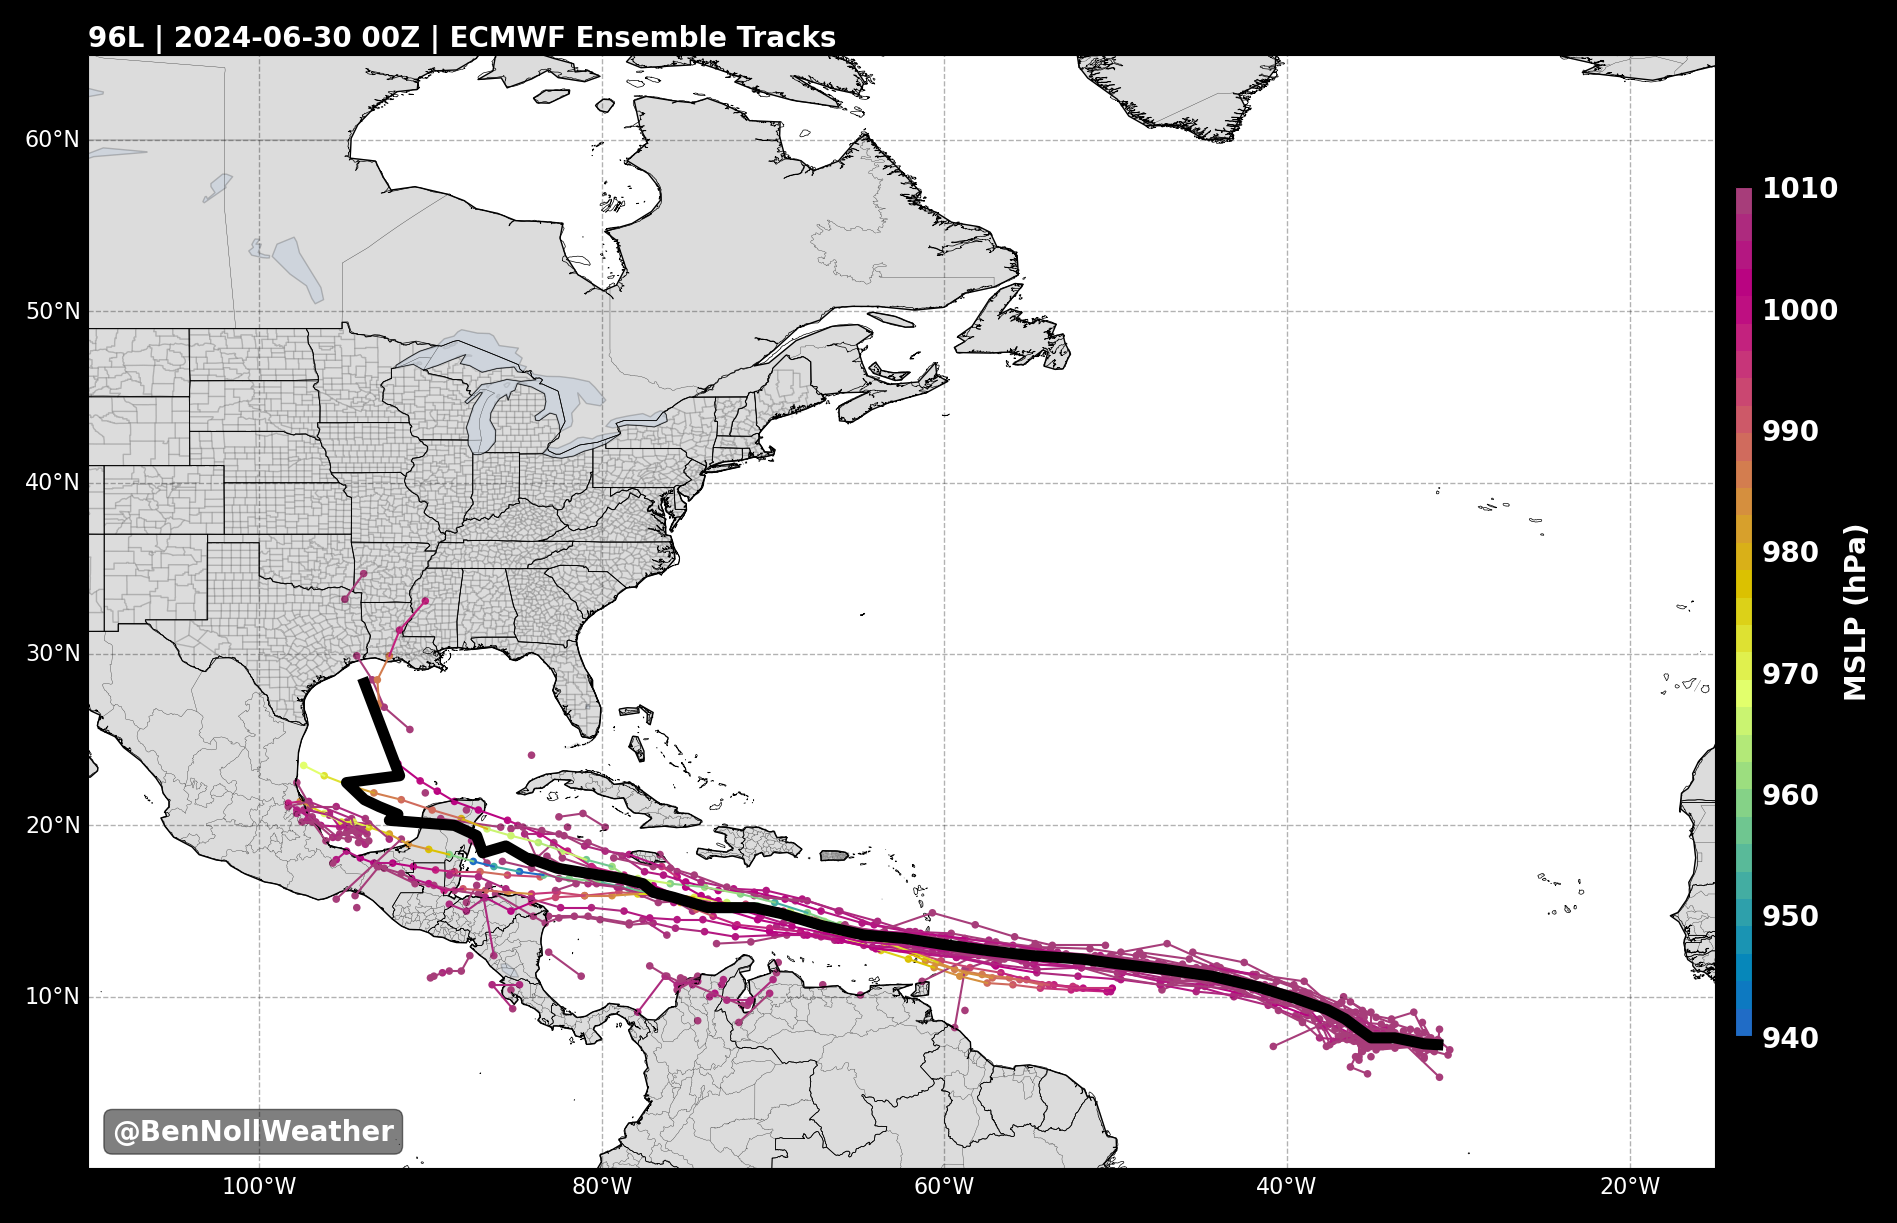 96L | 2024-06-30 00Z | ECMWF Ensemble Tracks
60°N
50°N
40°N
30°N
20°N
10°N
100°W
80°W
60°W
40°W
20°W
1010
1000
990
980
970
960
950
940
MSLP (hPa)
@BenNollWeather